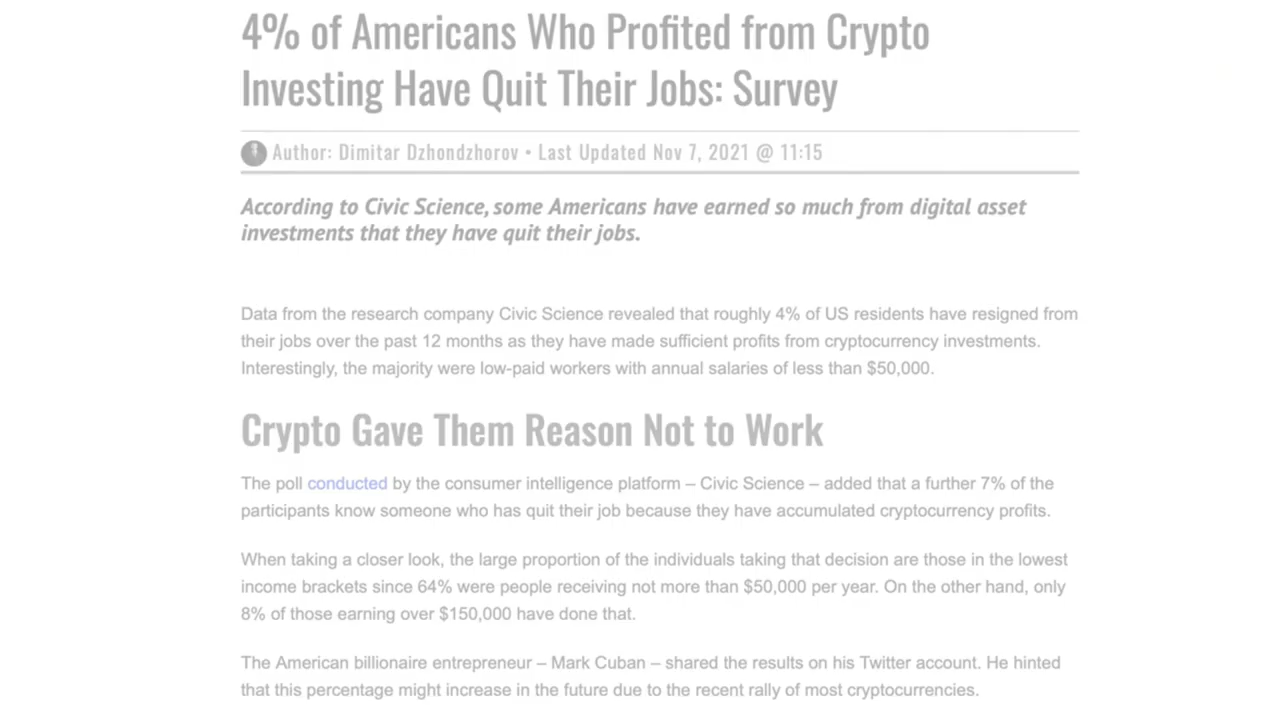 4% of Americans Who Profited from Crypto
Investing Have Quit Their Jobs: Survey
Author: Dimitar Dzhondzhorov • Last Updated Nov 7, 2021 @ 11:15
According to Civic Science, some Americans have earned so much from digital asset
investments that they have quit their jobs.
Data from the research company Civic Science revealed that roughly 4% of US residents have resigned from
their jobs over the past 12 months as they have made sufficient profits from cryptocurrency investments.
Interestingly, the majority were low-paid workers with annual salaries of less than $50,000.
Crypto Gave Them Reason Not to Work
The poll conducted by the consumer intelligence platform – Civic Science – added that a further 7% of the
participants know someone who has quit their job because they have accumulated cryptocurrency profits.
When taking a closer look, the large proportion of the individuals taking that decision are those in the lowest
income brackets since 64% were people receiving not more than $50,000 per year. On the other hand, only
8% of those earning over $150,000 have done that.
The American billionaire entrepreneur – Mark Cuban – shared the results on his Twitter account. He hinted
that this percentage might increase in the future due to the recent rally of most cryptocurrencies.